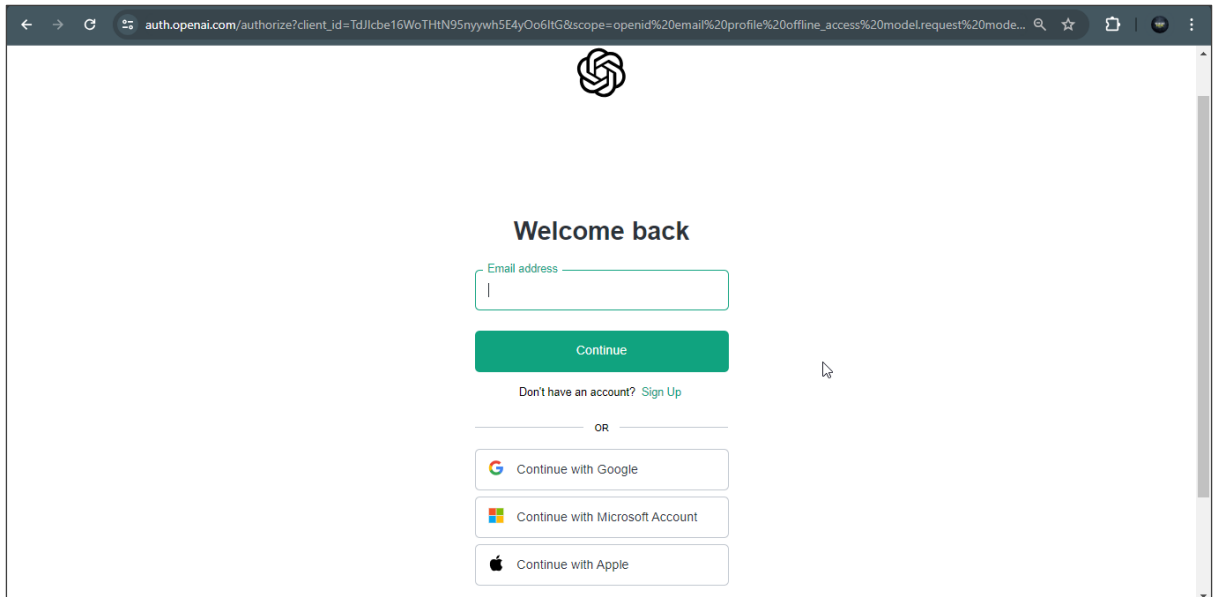 auth.openai.com/authorize?client_id=TdJIcbe16WoTHtN95nyywh5E4yOo6ItG&scope=openid%20email%20profile%20offline_access%20model.request%20mode...
Welcome back
Email address
Continue
Don't have an account? Sign Up
OR
Continue with Google
Continue with Microsoft Account
Continue with Apple